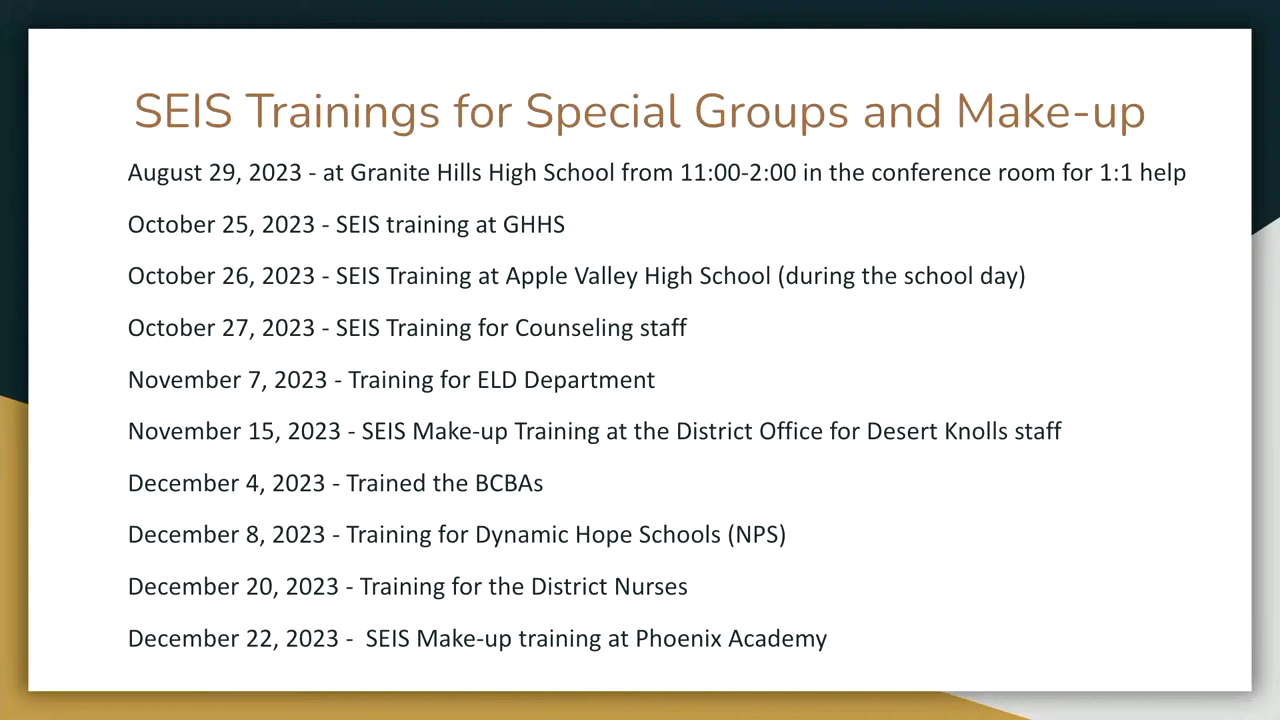 SEIS Trainings for Special Groups and Make-up
August 29, 2023 - at Granite Hills High School from 11:00-2:00 in the conference room for 1:1 help
October 25, 2023 - SEIS training at GHHS
October 26, 2023 - SEIS Training at Apple Valley High School (during the school day)
October 27, 2023 - SEIS Training for Counseling staff
November 7, 2023 - Training for ELD Department
November 15, 2023 - SEIS Make-up Training at the District Office for Desert Knolls staff
December 4, 2023 - Trained the BCBAs
December 8, 2023 - Training for Dynamic Hope Schools (NPS)
December 20, 2023 - Training for the District Nurses
December 22, 2023 -  SEIS Make-up training at Phoenix Academy